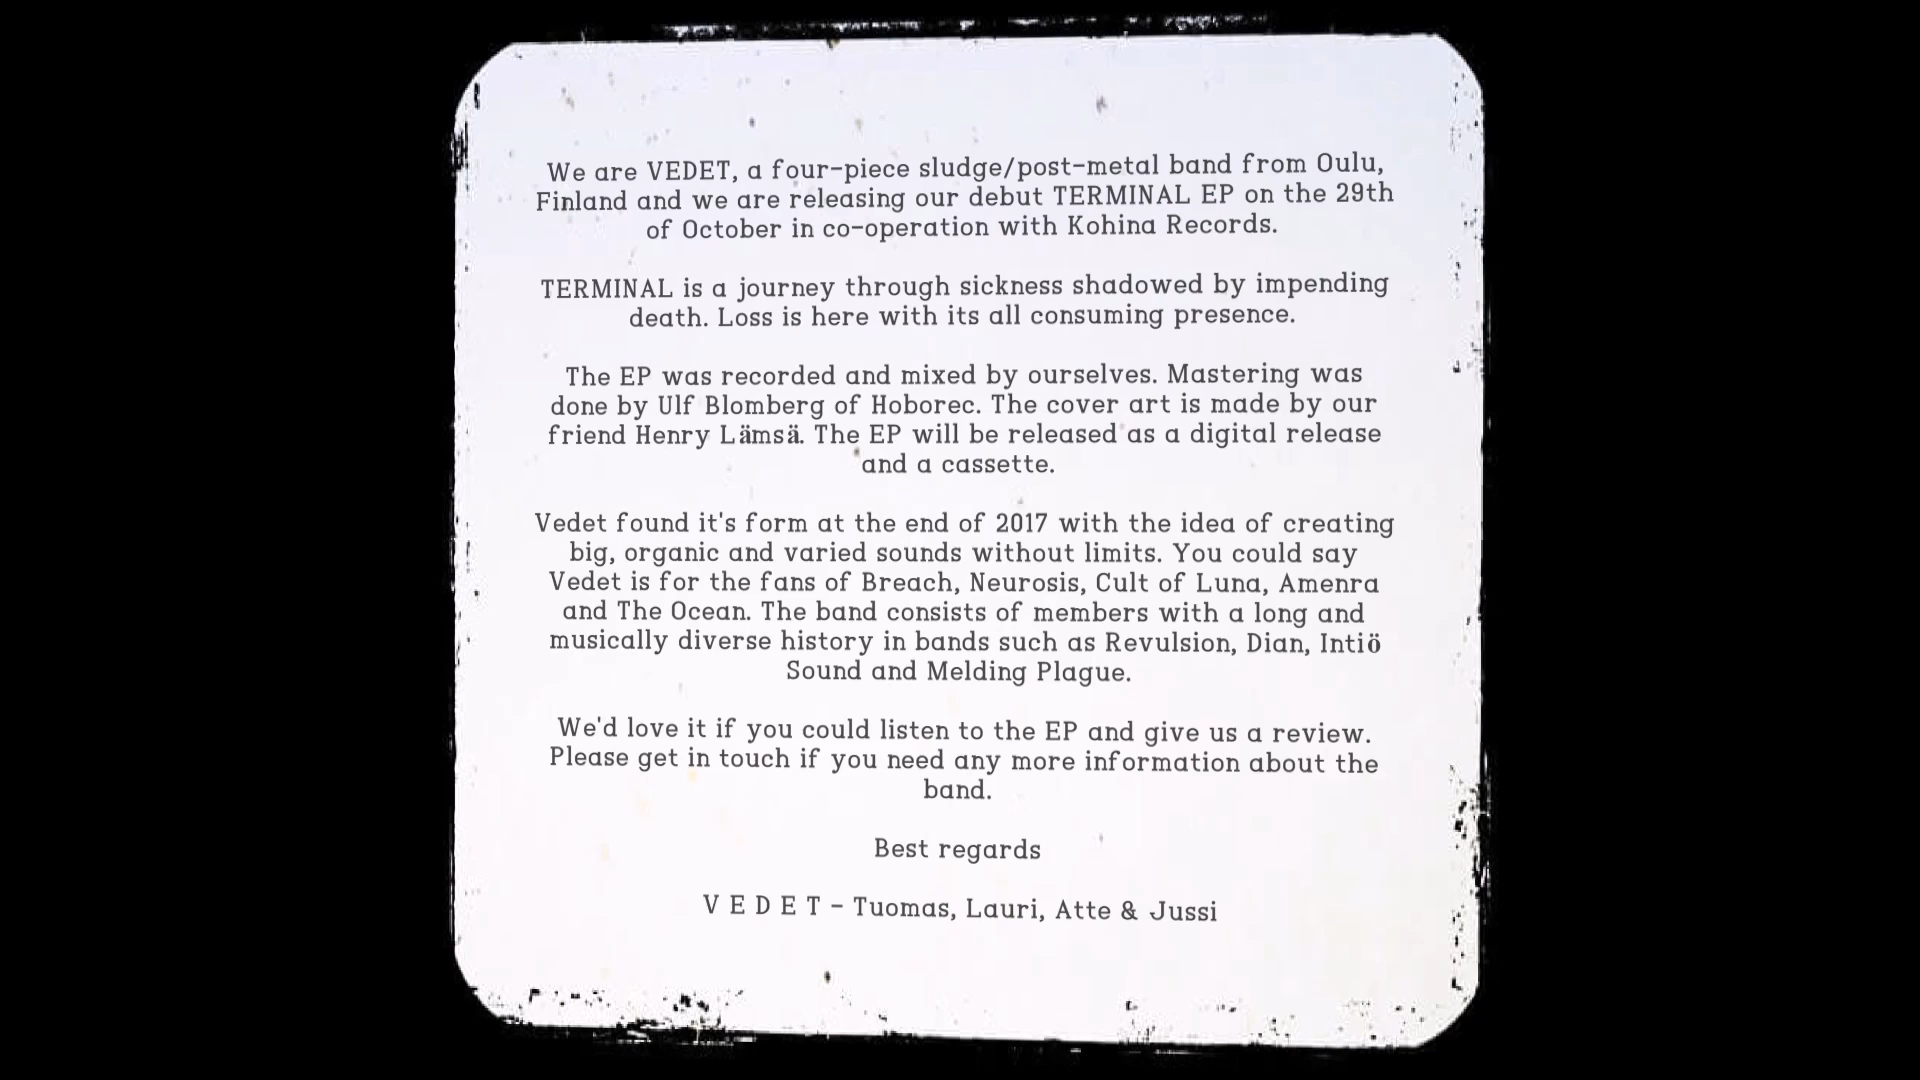 We are VEDET, a four-piece sludge/post-metal band from Oulu,
Finland and we are releasing our debut TERMINAL EP on the 29th
of October in co-operation with Kohina Records.
TERMINAL is a journey through sickness shadowed by impending
death. Loss is here with its all consuming presence.
The EP was recorded and mixed by ourselves. Mastering was
done by Ulf Blomberg of Hoborec. The cover art is made by our
friend Henry Lämsä. The EP will be released as a digital release
and a cassette.
Vedet found it's form at the end of 2017 with the idea of creating
big, organic and varied sounds without limits. You could say
Vedet is for the fans of Breach, Neurosis, Cult of Luna, Amenra
and The Ocean. The band consists of members with a long and
musically diverse history in bands such as Revulsion, Dian, Intiö
Sound and Melding Plague.
We'd love it if you could listen to the EP and give us a review.
Please get in touch if you need any more information about the
band.
Best regards
V E D E T - Tuomas, Lauri, Atte & Jussi